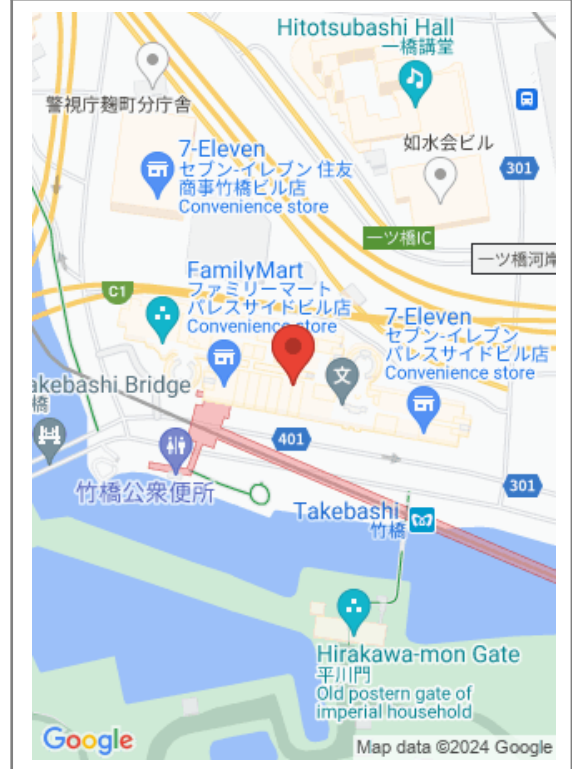 Hitotsubashi Hall
一橋講堂
警視庁麹町分庁舎
如水会ビル
7-Eleven
セブン-イレブン 住友
商事竹橋ビル店
Convenience store
301
一ツ橋IC
一ツ橋河岸
C1
FamilyMart
ファミリーマート
パレスサイドビル店
Convenience store
7-Eleven
セブン-イレブン
パレスサイドビル店
Convenience store
文
akebashi Bridge
橋
401
竹橋公衆便所
301
Takebashi
竹橋
Hirakawa-mon Gate
平川門
Old postern gate of
imperial household
Google
Map data ©2024 Google